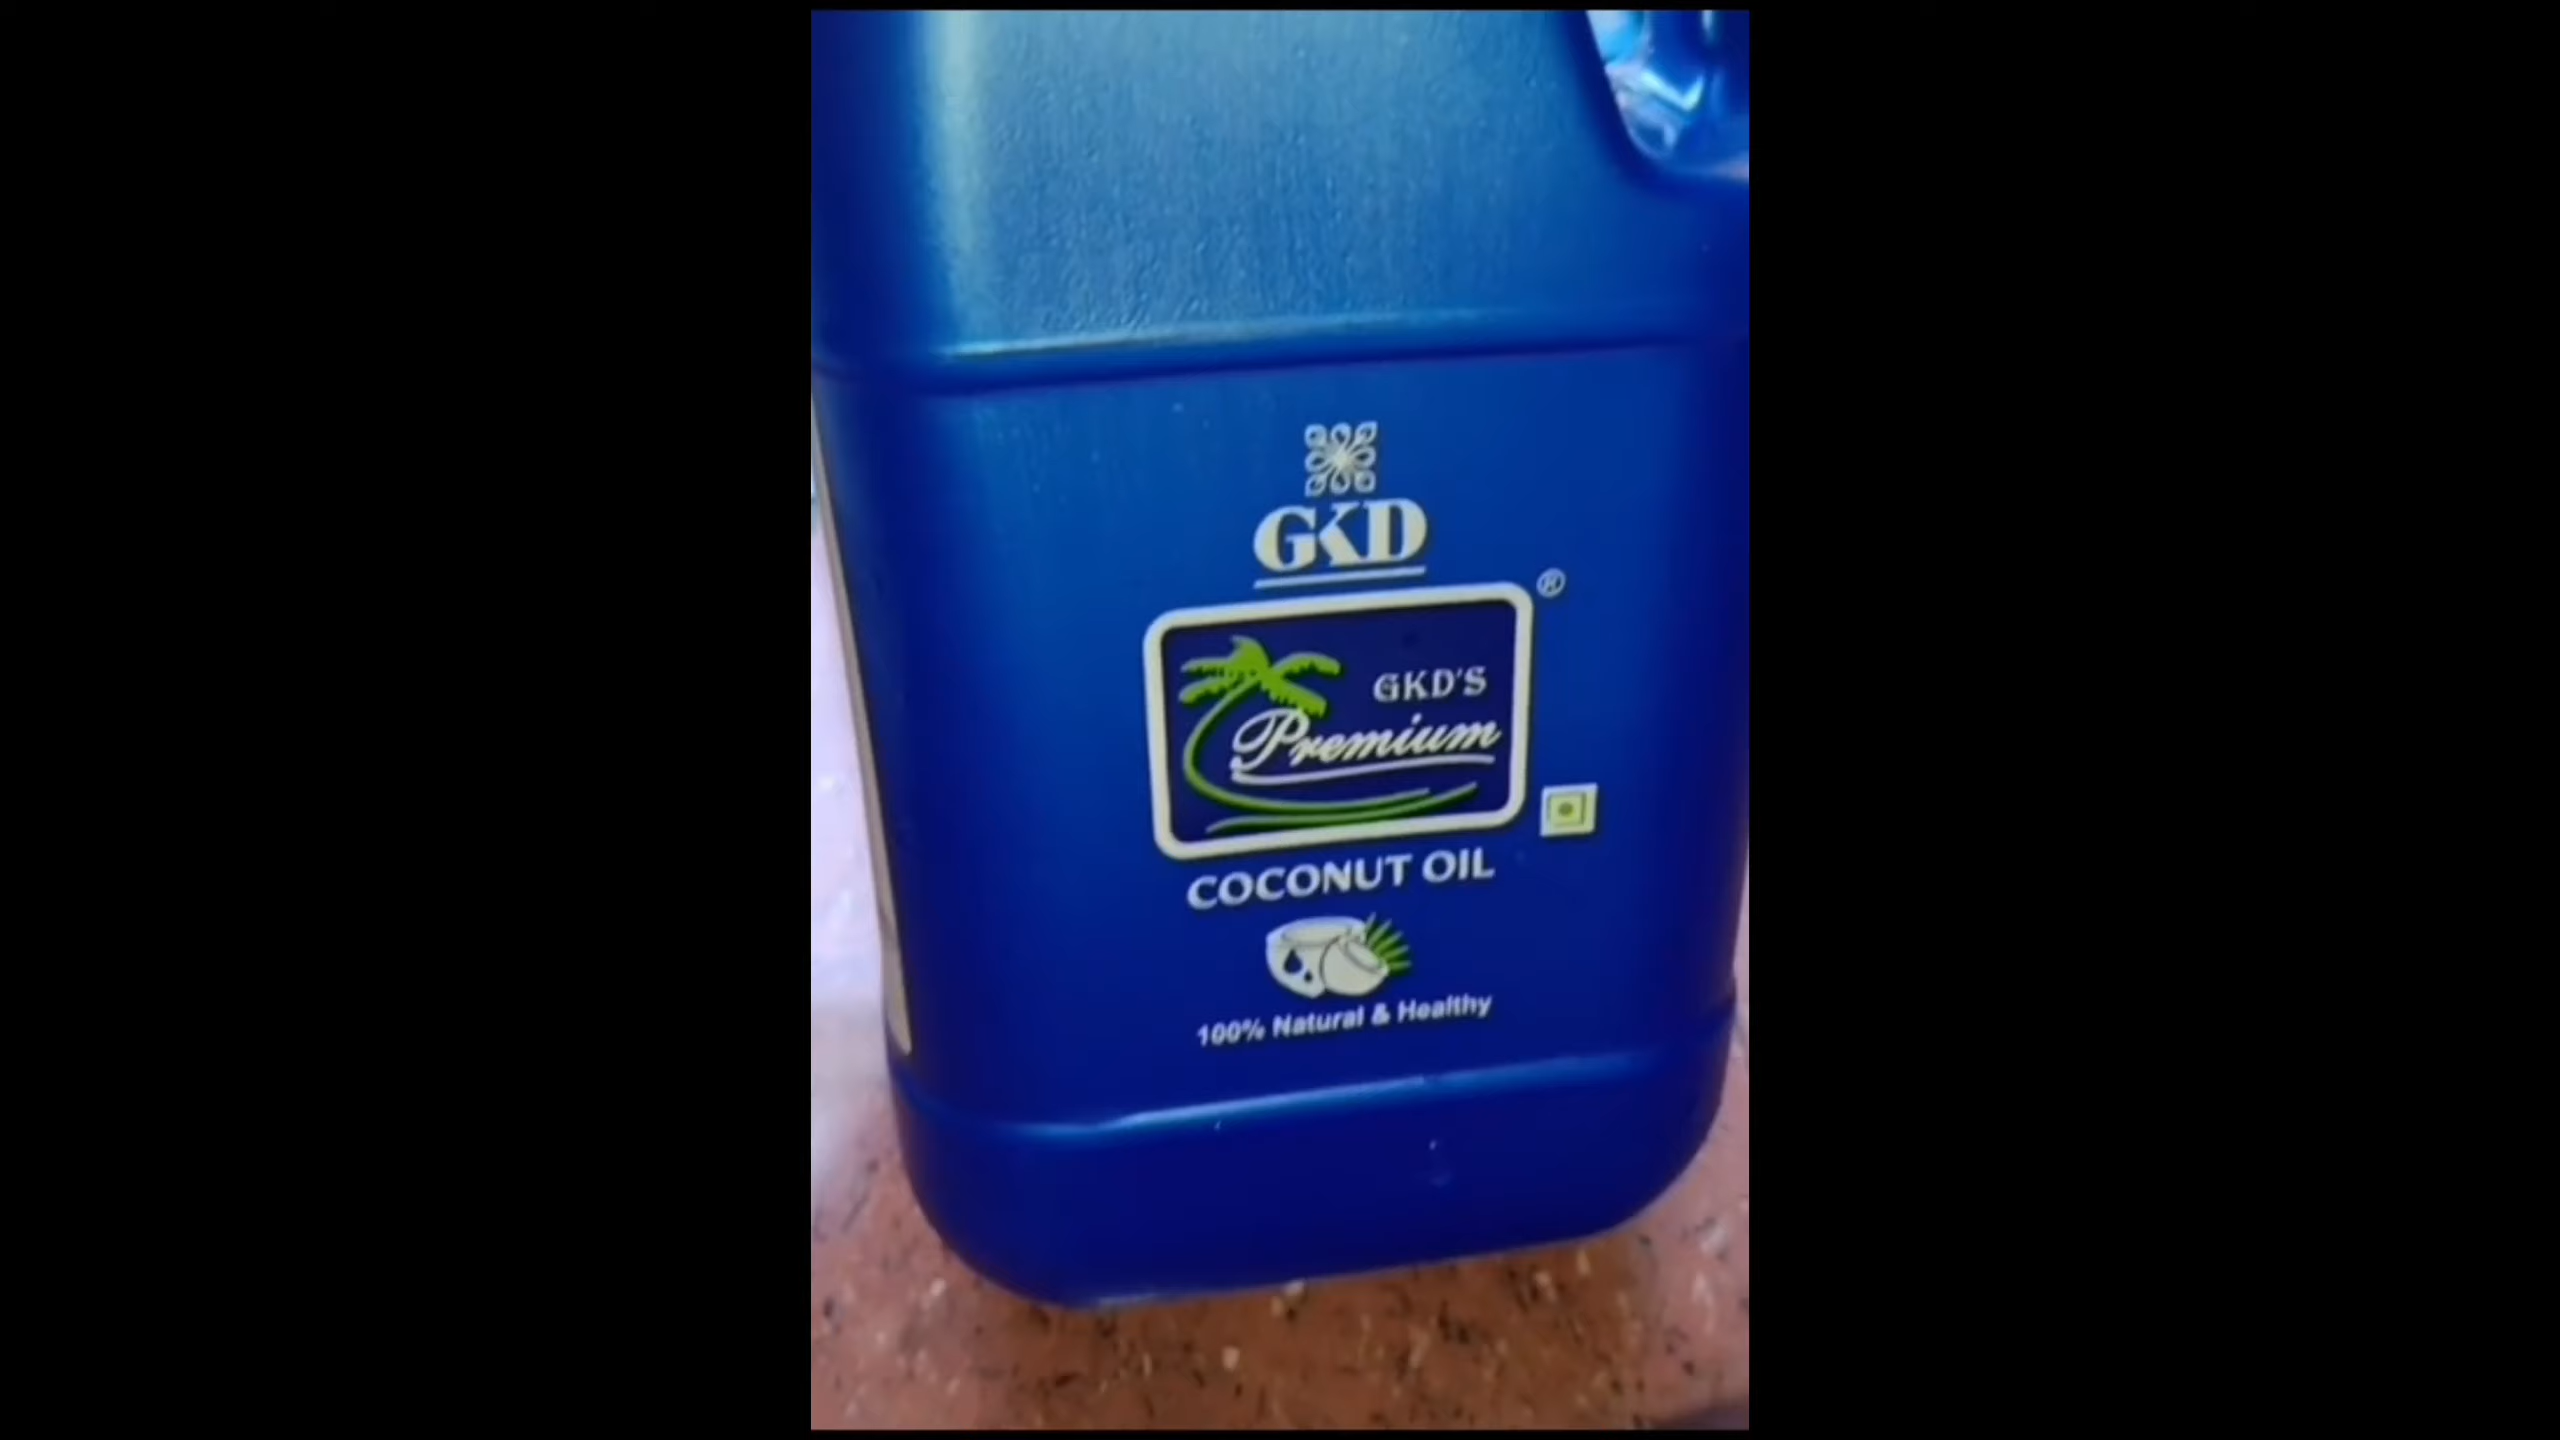 GKD
®
GKD'S
Premium
COCONUT OIL
100% Natural & Healthy